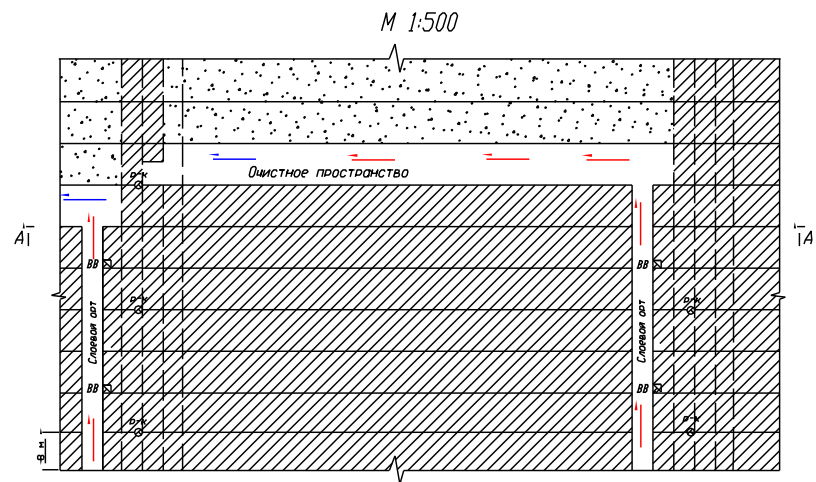 М 1:500
Очистное пространство
р-к
А
А
ВВ
ВВ
р-к
р-к
Слоевой орт
Слоевой орт
ВВ
ВВ
р-к
р-к
8 м